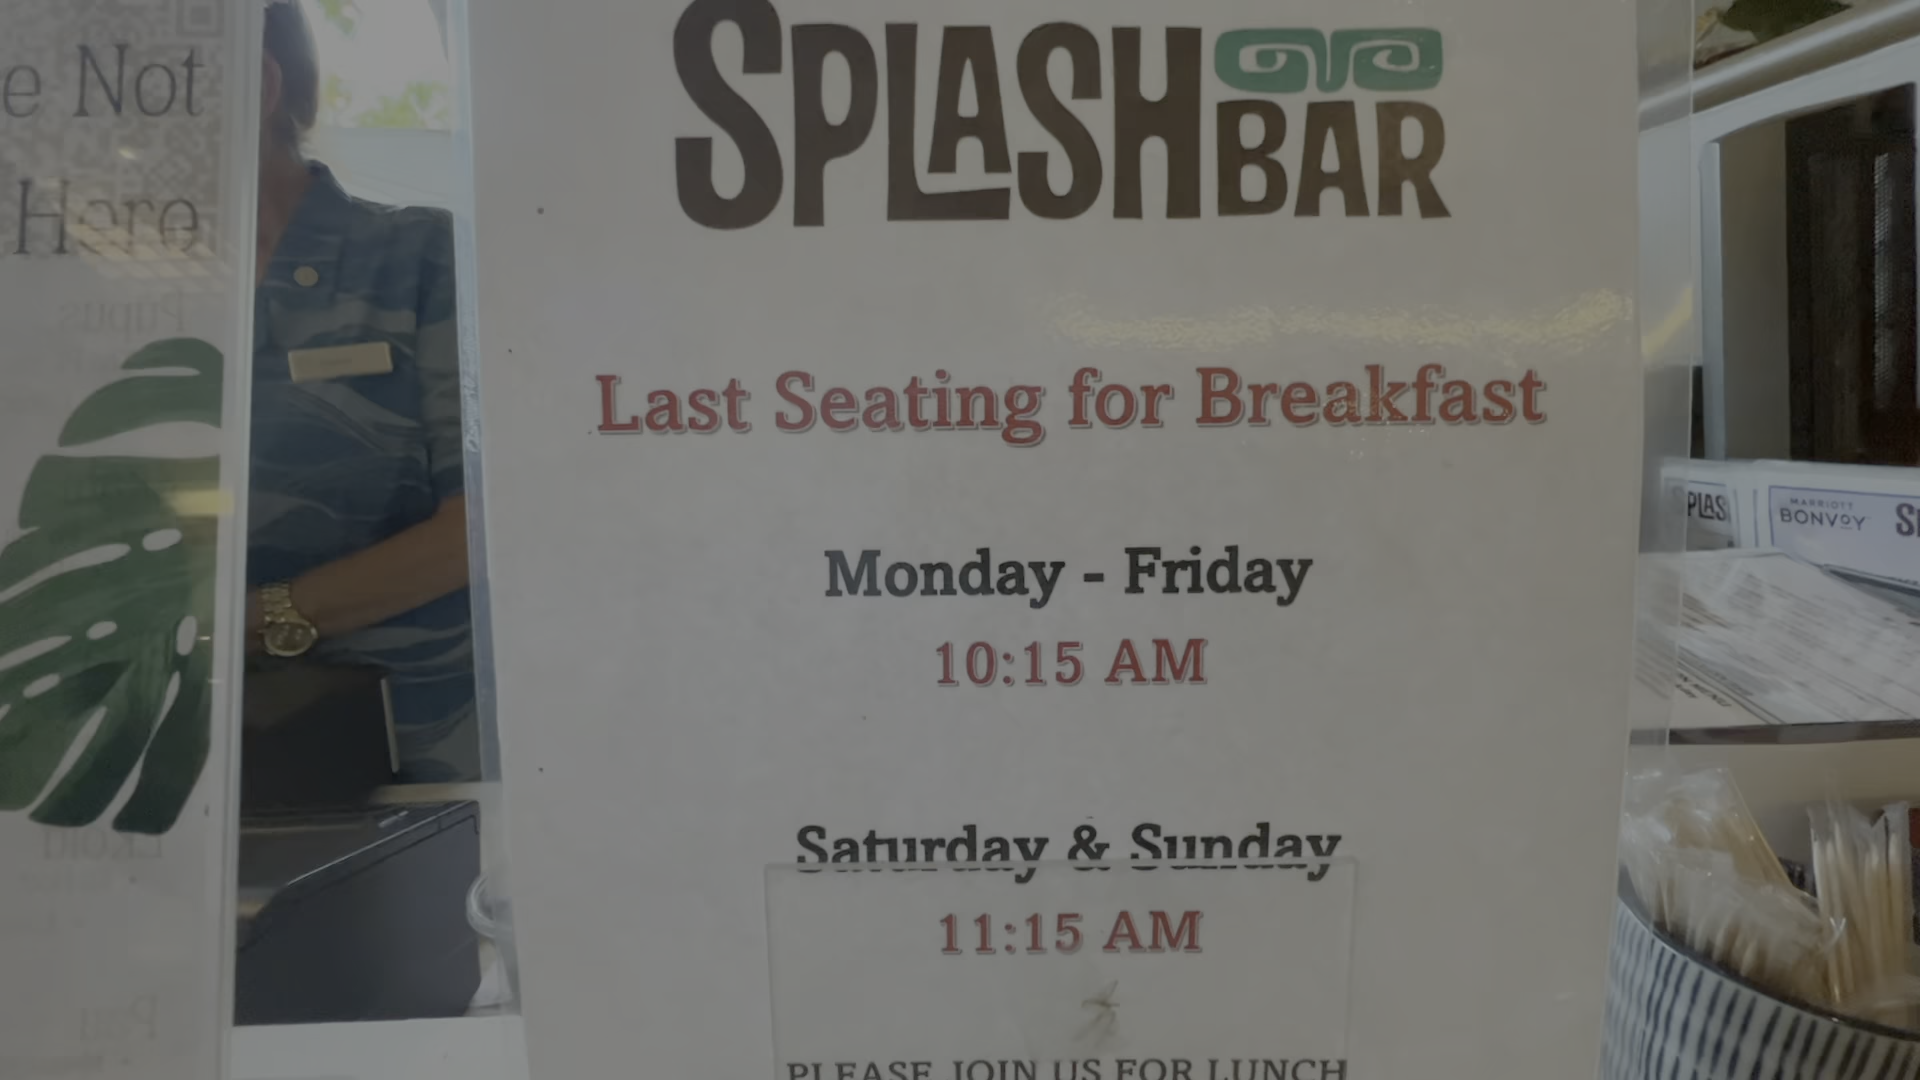 e Not
Here
SPLASH BAR
Last Seating for Breakfast
Monday - Friday
10:15 AM
Saturday & Sunday
11:15 AM
PLEASE JOIN US FOR LUNCH
PLAS
MARRIOTT
BONVOY
S